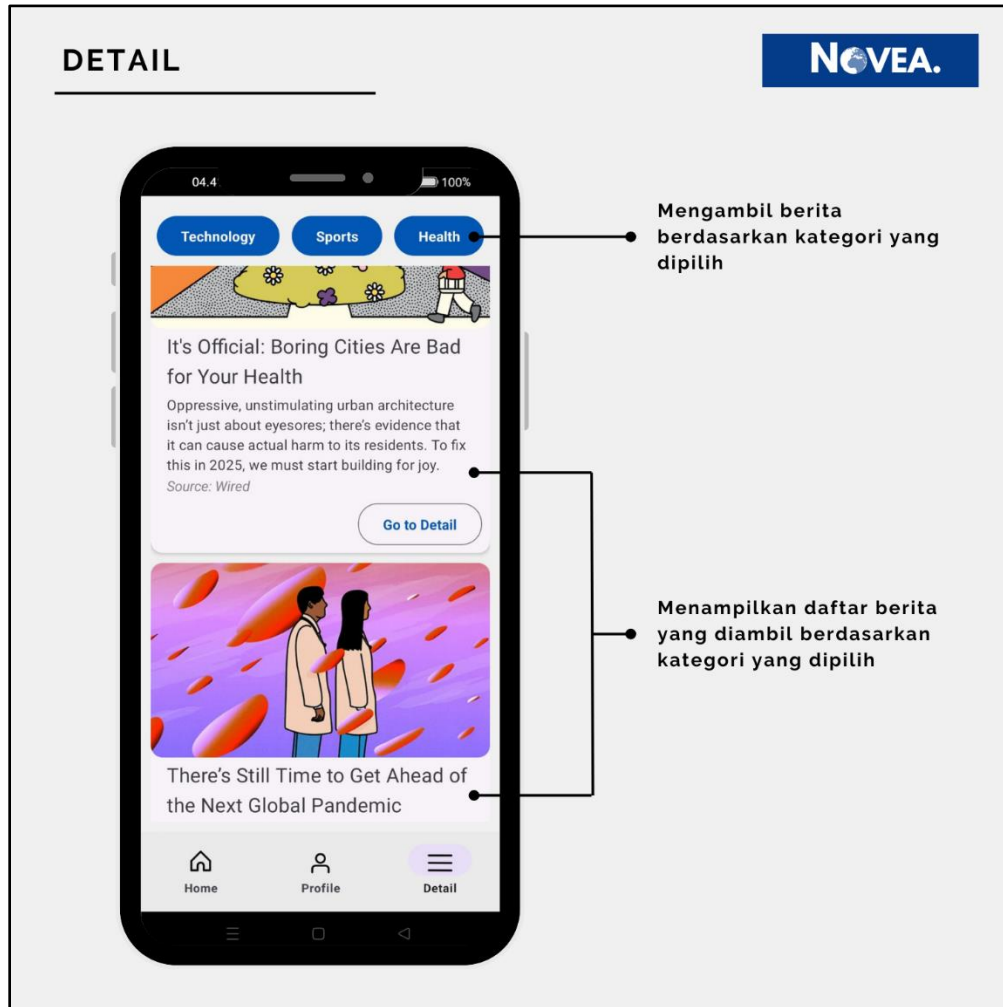 DETAIL
NOVEA.
04.4
100%
Technology
Sports
Health
Mengambil berita
berdasarkan kategori yang
dipilih
It's Official: Boring Cities Are Bad
for Your Health
Oppressive, unstimulating urban architecture
isn't just about eyesores; there's evidence that
it can cause actual harm to its residents. To fix
this in 2025, we must start building for joy.
Source: Wired
Go to Detail
Menampilkan daftar berita
yang diambil berdasarkan
kategori yang dipilih
There's Still Time to Get Ahead of
the Next Global Pandemic
Home
Profile
Detail